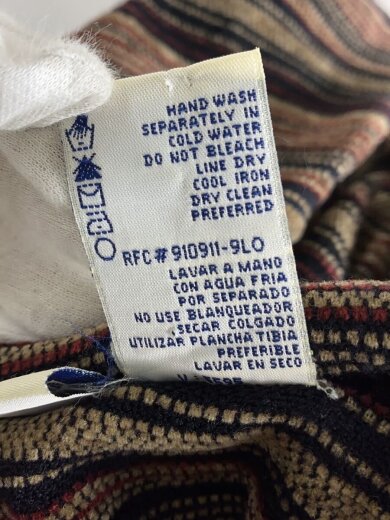 HAND WASH
SEPARATELY IN
COLD WATER
DO NOT BLEACH
LINE DRY
COOL IRON
DRY CLEAN
PREFERRED
RFC#910911-9L0
LAVAR A MANO
CON AGUA FRIA
POR SEPARADO
NO USE BLANQUEADOR
SECAR COLGADO
UTILIZAR PLANCHA TIBIA
PREFERIBLE
LAVAR EN SECO